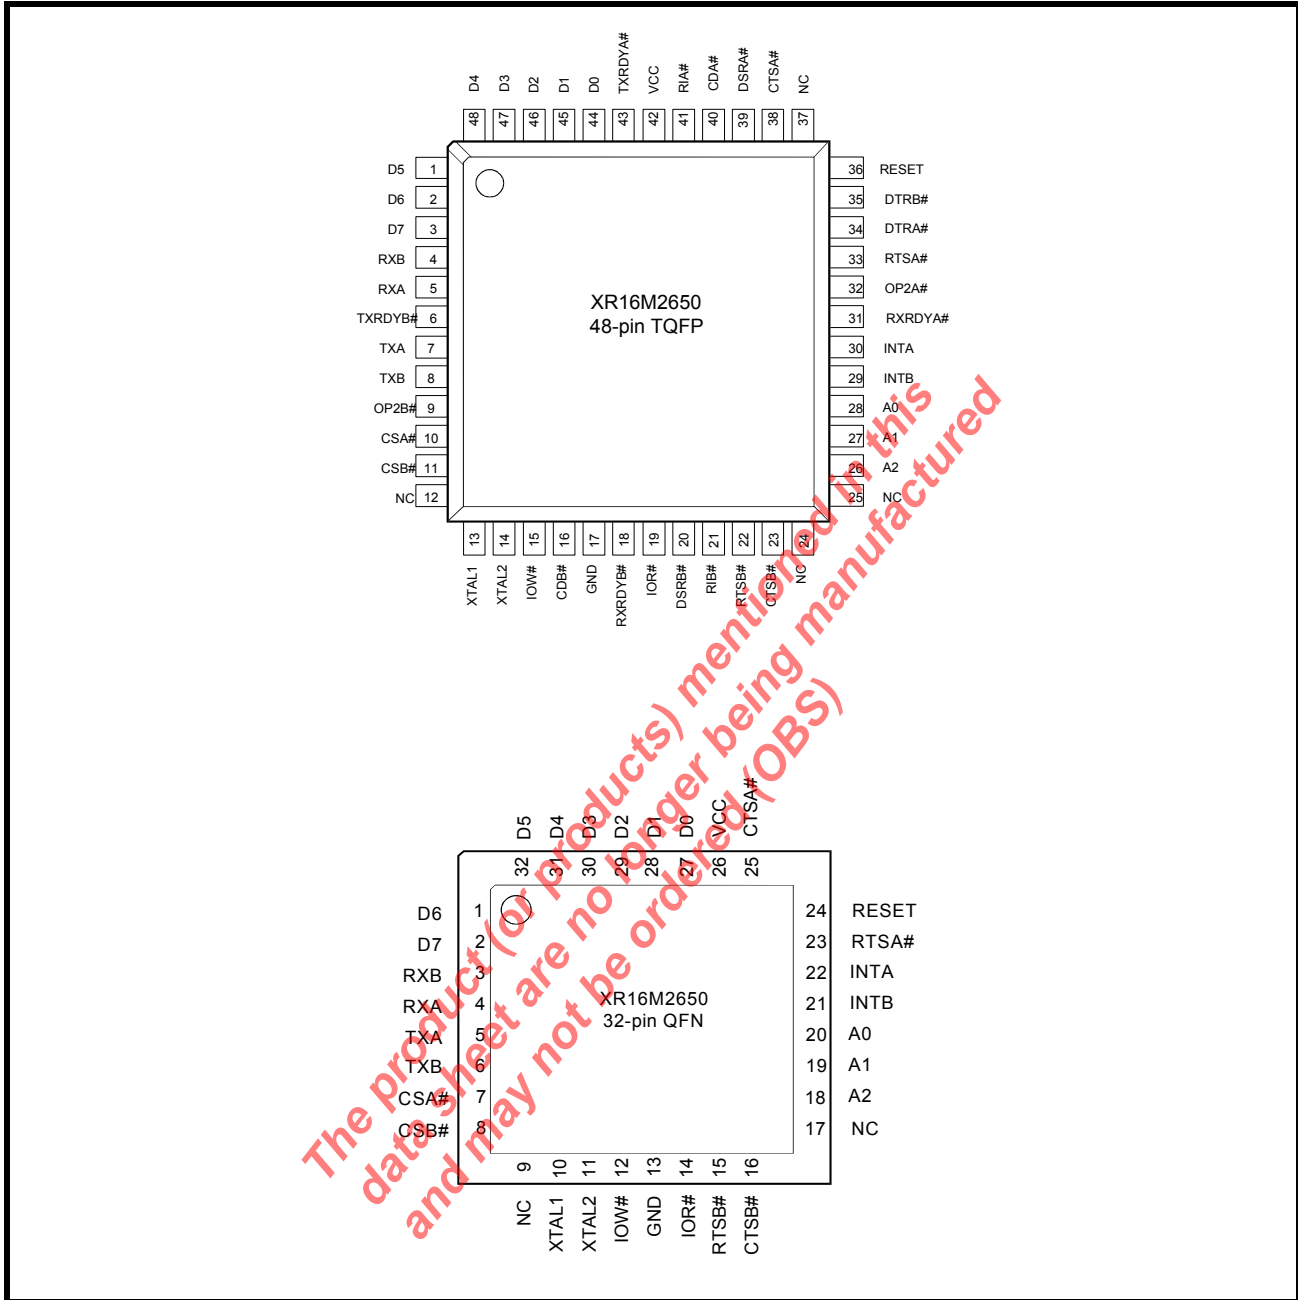 D4 D3 D2 D1 D0 TXRDYA# VCC RIA# CDA# DSRA# CTSA# NC
48 47 46 45 44 43 42 41 40 39 38 37
D5 1
D6 2
D7 3
RXB 4
RXA 5
TXRDYB# 6
TXA 7
TXB 8
OP2B# 9
CSA# 10
CSB# 11
NC 12
XR16M2650
48-pin TQFP
36 RESET
35 DTRB#
34 DTRA#
33 RTSA#
32 OP2A#
31 RXRDYA#
30 INTA
29 INTB
28 A0
27 A1
26 A2
25 NC
13 14 15 16 17 18 19 20 21 22 23 24
XTAL1 XTAL2 IOW# CDB# GND RXRDYB# IOR# DSRB# RIB# RTSB# CTSB# NC
D5 D4 D3 D2 D1 D0 VCC CTSA#
32 31 30 29 28 27 26 25
D6 1
D7 2
RXB 3
RXA 4
TXA 5
TXB 6
CSA# 7
CSB# 8
XR16M2650
32-pin QFN
24 RESET
23 RTSA#
22 INTA
21 INTB
20 A0
19 A1
18 A2
17 NC
9 10 11 12 13 14 15 16
NC XTAL1 XTAL2 IOW# GND IOR# RTSB# CTSB#
The product (or products) mentioned in this
data sheet are no longer being manufactured
and may not be ordered (OBS)